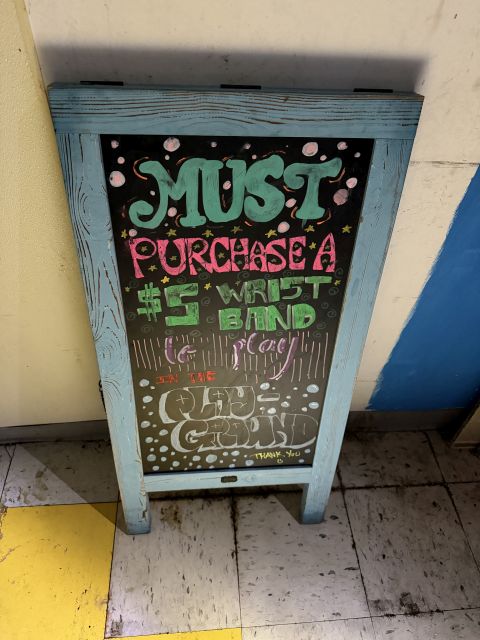 MUST
PURCHASE A
$5 WRIST
BAND
to play
IN THE
PLAY-
GROUND
THANK YOU